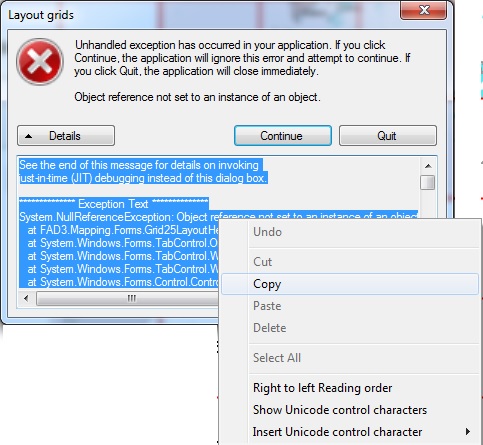 Layout grids
Unhandled exception has occurred in your application. If you click
Continue, the application will ignore this error and attempt to continue. If
you click Quit, the application will close immediately.
Object reference not set to an instance of an object.
Details
Continue
Quit
See the end of this message for details on invoking
just-in-time (JIT) debugging instead of this dialog box.
************** Exception Text **************
System.NullReferenceException: Object reference not set to an instance of an object
at FAD3.Mapping.Forms.Grid25LayoutHe
at System.Windows.Forms.TabControl.O
at System.Windows.Forms.TabControl.W
at System.Windows.Forms.TabControl.W
at System.Windows.Forms.Control.Contr
Undo
Cut
Copy
Paste
Delete
Select All
Right to left Reading order
Show Unicode control characters
Insert Unicode control character